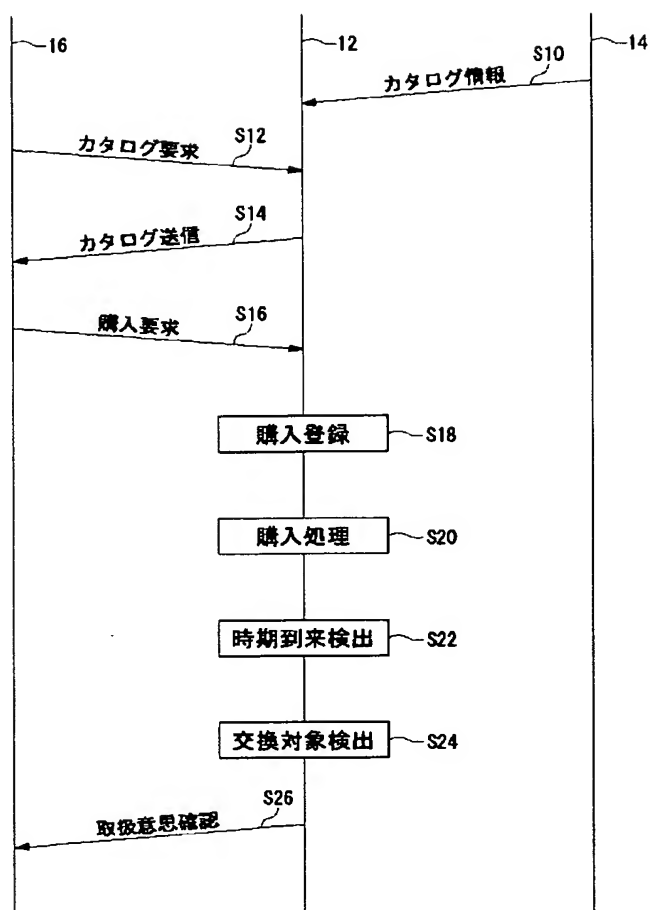 16
12
14
S10
カタログ情報
S12
カタログ要求
S14
カタログ送信
S16
購入要求
購入登録 S18
購入処理 S20
時期到来検出 S22
交換対象検出 S24
S26
取扱意思確認